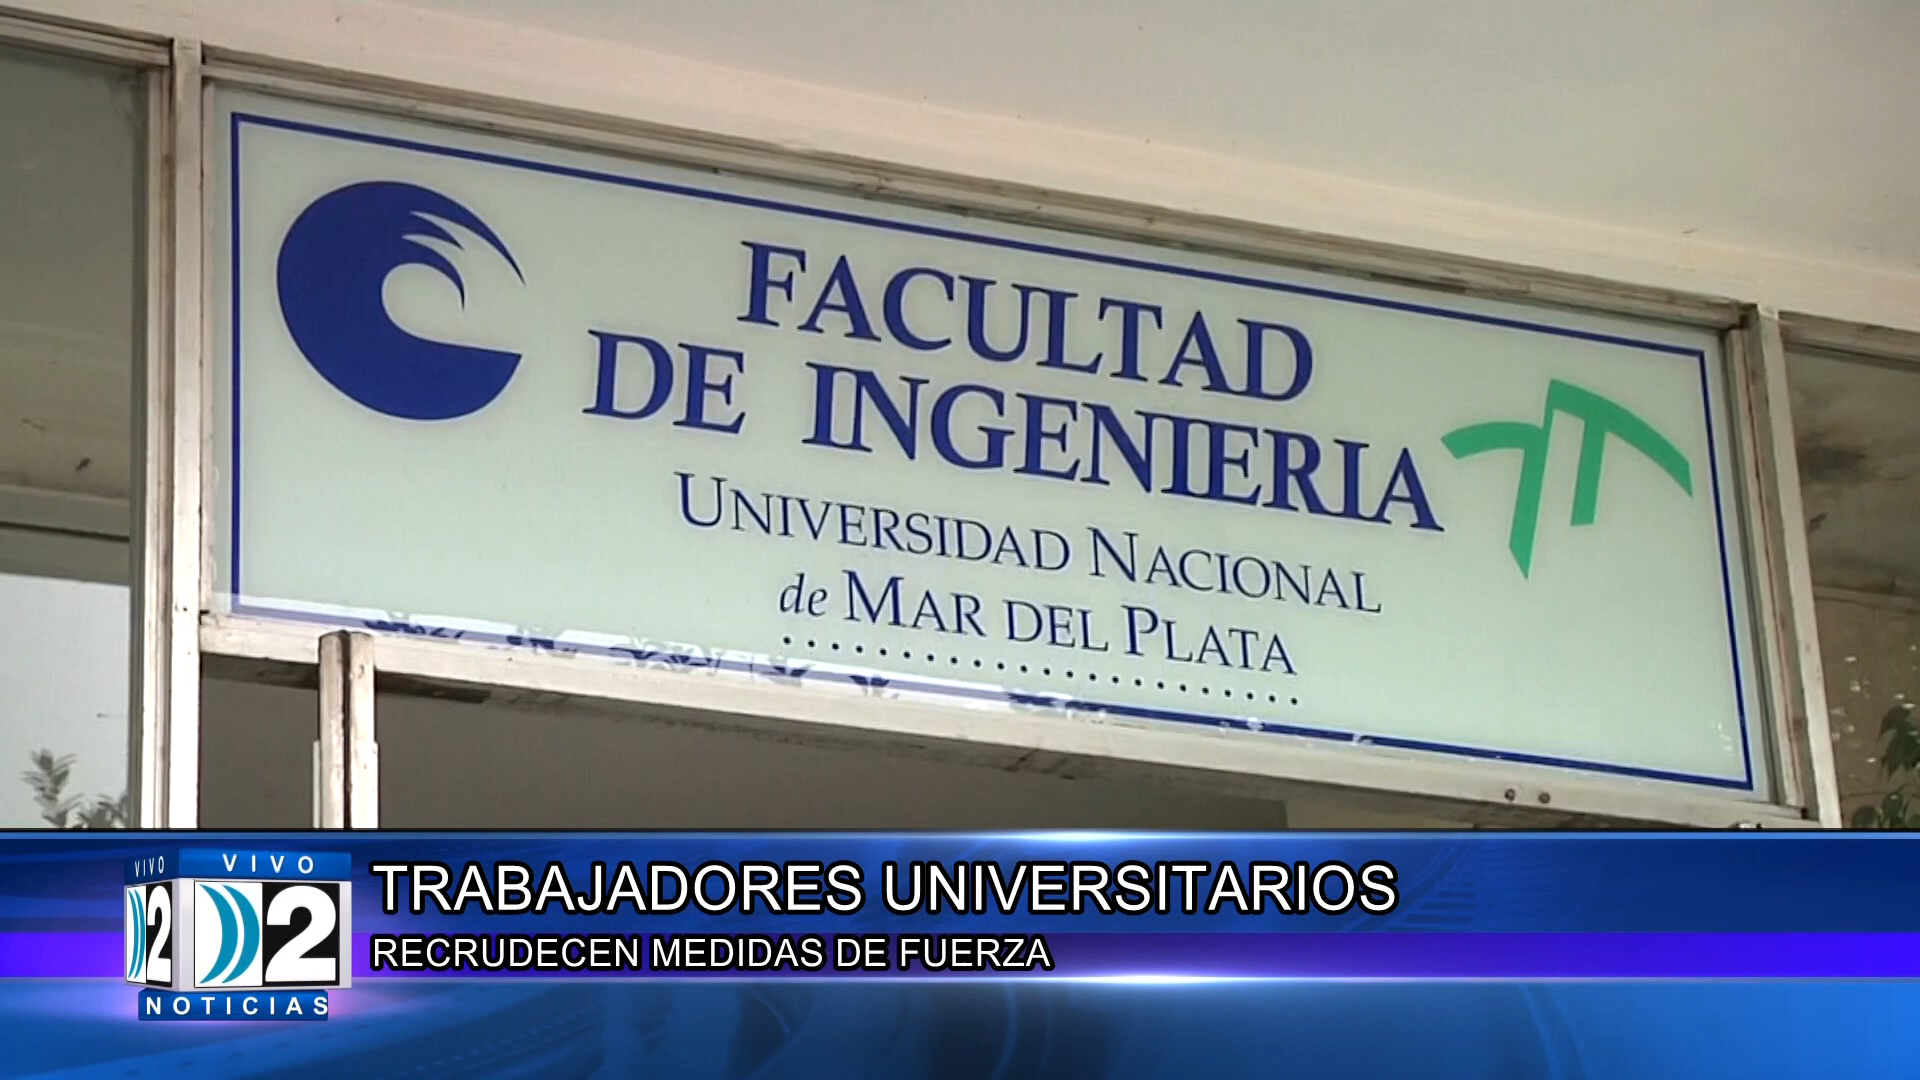 FACULTAD
DE INGENIERIA
UNIVERSIDAD NACIONAL
de MAR DEL PLATA
VIVO
VIVO
2
2
NOTICIAS
TRABAJADORES UNIVERSITARIOS
RECRUDECEN MEDIDAS DE FUERZA